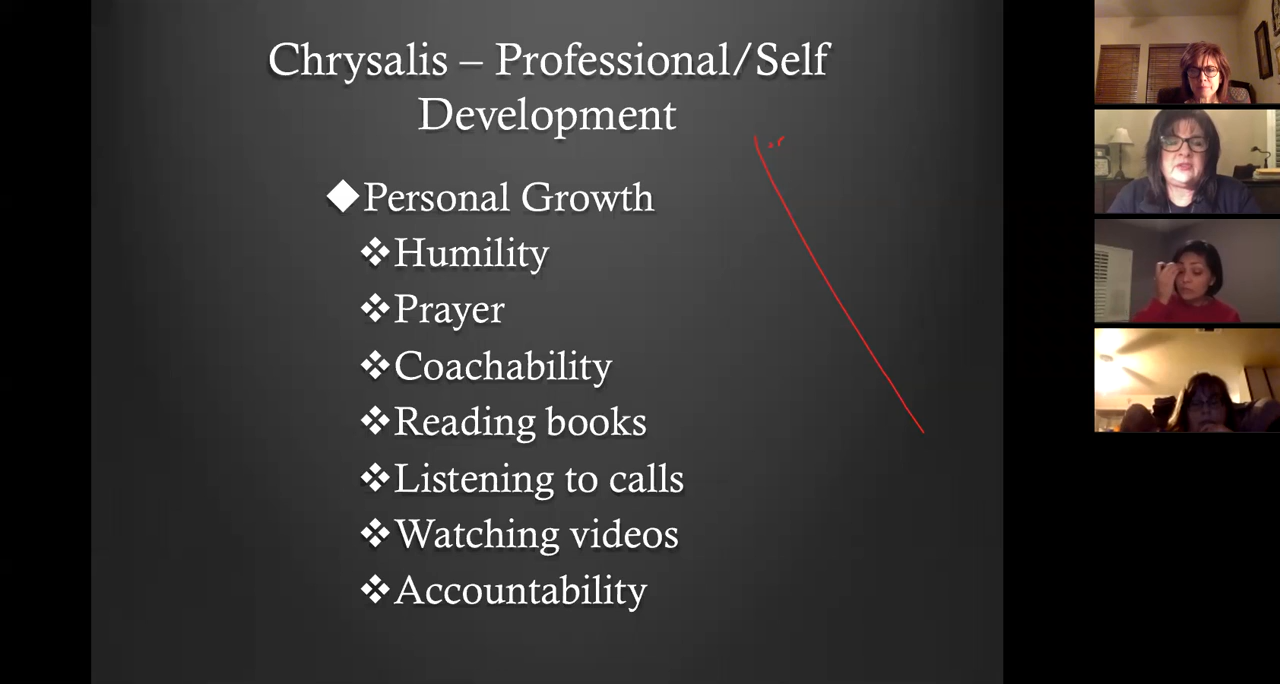 Chrysalis – Professional/Self
Development
Personal Growth
Humility
Prayer
Coachability
Reading books
Listening to calls
Watching videos
Accountability